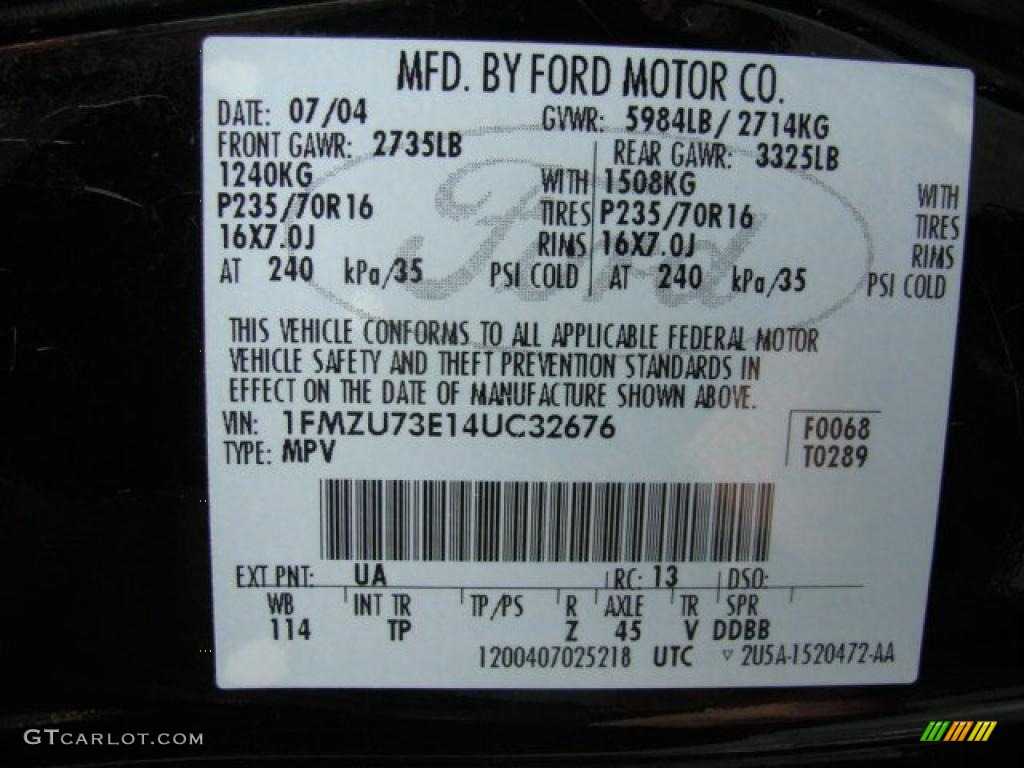 MFD. BY FORD MOTOR CO.
DATE: 07/04 GVWR: 5984LB/ 2714KG
FRONT GAWR: 2735LB REAR GAWR: 3325LB
1240KG WITH 1508KG WITH
P235/70R16 TIRES P235/70R16 TIRES
16X7.0J RIMS 16X7.0J RIMS
AT 240 kPa/35 PSI COLD AT 240 kPa/35 PSI COLD
Ford
THIS VEHICLE CONFORMS TO ALL APPLICABLE FEDERAL MOTOR
VEHICLE SAFETY AND THEFT PREVENTION STANDARDS IN
EFFECT ON THE DATE OF MANUFACTURE SHOWN ABOVE.
VIN: 1FMZU73E14UC32676 F0068
TYPE: MPV T0289
EXT PNT: UA RC: 13 DSO:
WB INT TR TP/PS R AXLE TR SPR
114 TP Z 45 V DDBB
1200407025218 UTC ▽ 2U5A-1520472-AA
GTCARLOT.COM